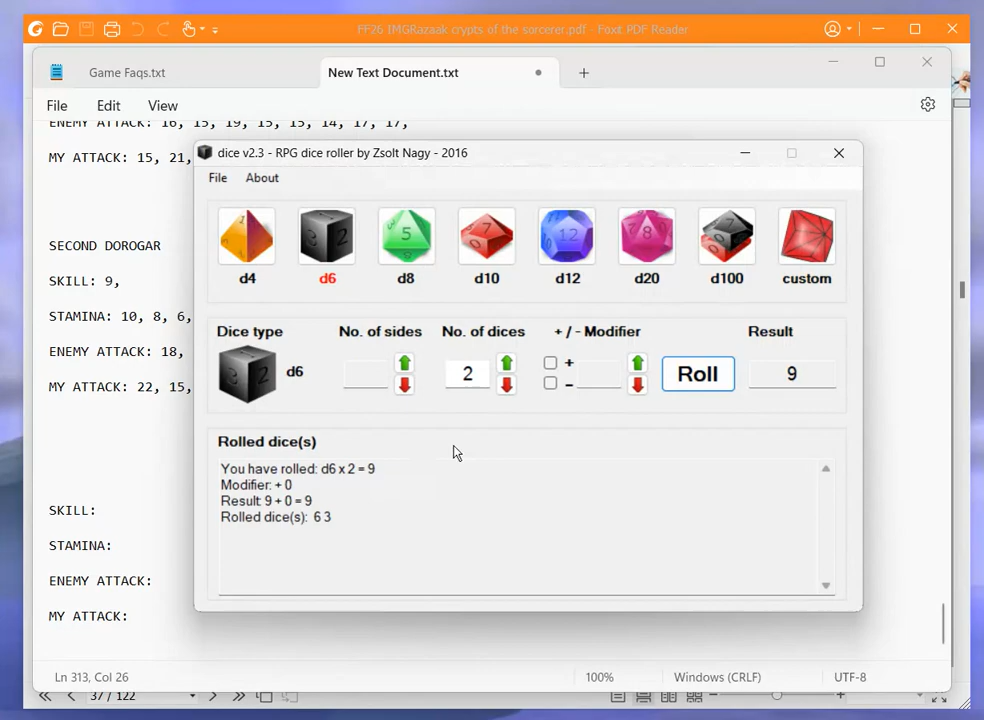 FF26 IMGRazaak crypts of the sorcerer.pdf - Foxit PDF Reader
Game Faqs.txt
New Text Document.txt
File Edit View
ENEMY ATTACK: 16, 15, 19, 15, 15, 14, 17, 17,
MY ATTACK: 15, 21,
SECOND DOROGAR
SKILL: 9,
STAMINA: 10, 8, 6,
ENEMY ATTACK: 18,
MY ATTACK: 22, 15,
SKILL:
STAMINA:
ENEMY ATTACK:
MY ATTACK:
dice v2.3 - RPG dice roller by Zsolt Nagy - 2016
File About
d4 d6 d8 d10 d12 d20 d100 custom
Dice type No. of sides No. of dices + / - Modifier Result
d6 2 + - Roll 9
Rolled dice(s)
You have rolled: d6 x 2 = 9
Modifier: + 0
Result: 9 + 0 = 9
Rolled dice(s): 6 3
Ln 313, Col 26 100% Windows (CRLF) UTF-8
37 / 122